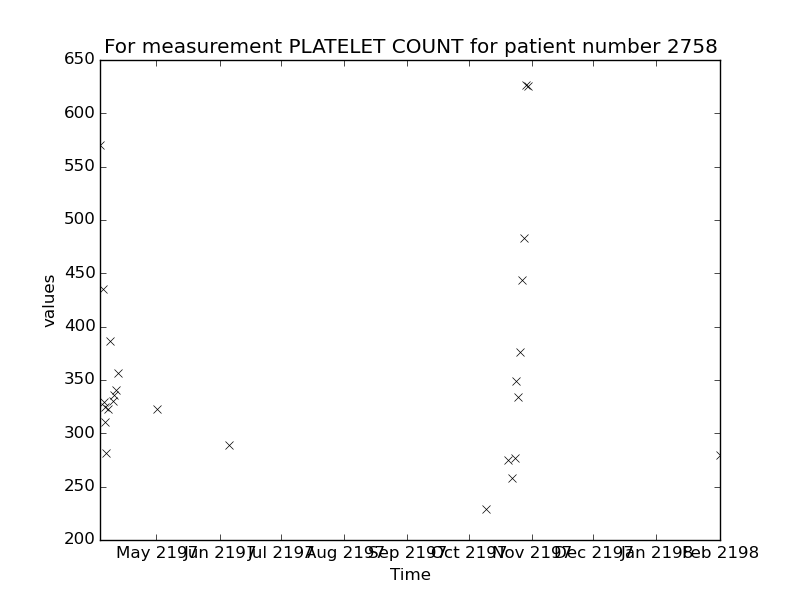 For measurement PLATELET COUNT for patient number 2758
650
600
550
500
450
400
350
300
250
200
values
May 2197 Jun 2197 Jul 2197 Aug 2197 Sep 2197 Oct 2197 Nov 2197 Dec 2197 Jan 2198 Feb 2198
Time